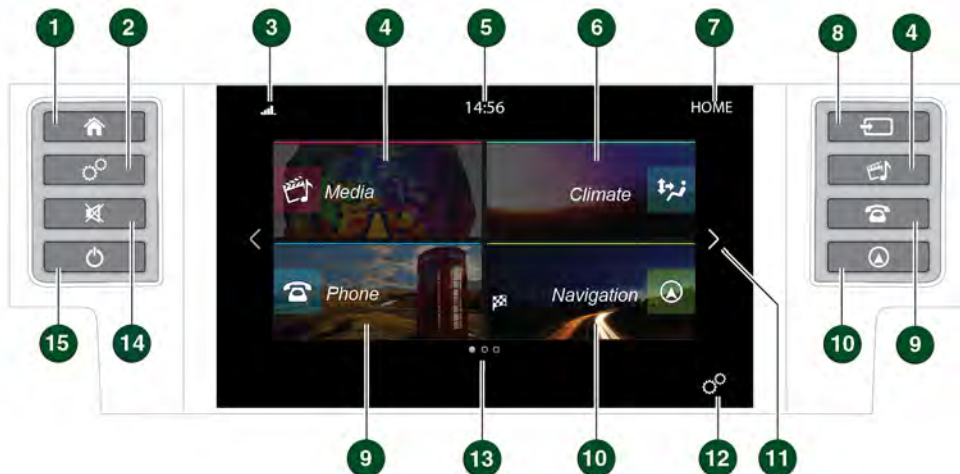 1 2 3 4 5 6 7 8 4
14:56 HOME
Media Climate
Phone Navigation
15 14 10 9
9 13 10 12 11